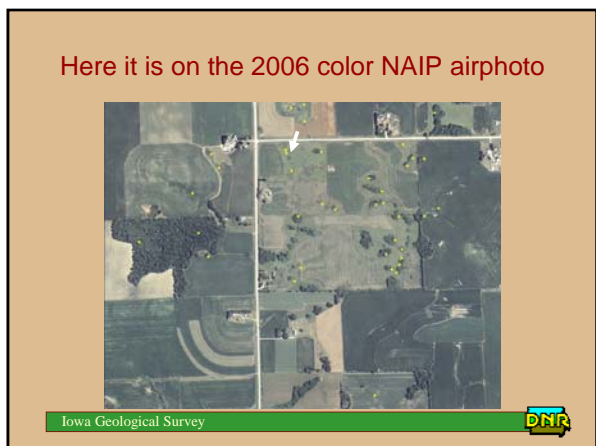 Here it is on the 2006 color NAIP airphoto
Iowa Geological Survey
DNR